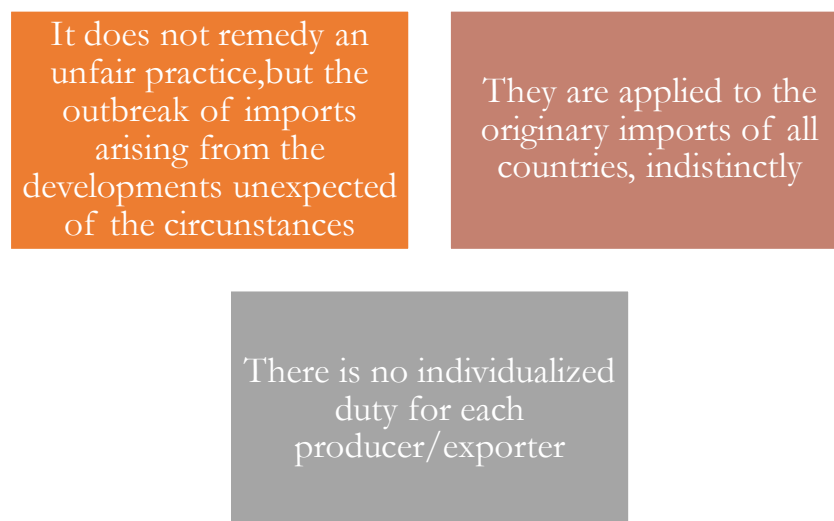 It does not remedy an
unfair practice,but the
outbreak of imports
arising from the
developments unexpected
of the circumstances
They are applied to the
originary imports of all
countries, indistinctly
There is no individualized
duty for each
producer/exporter